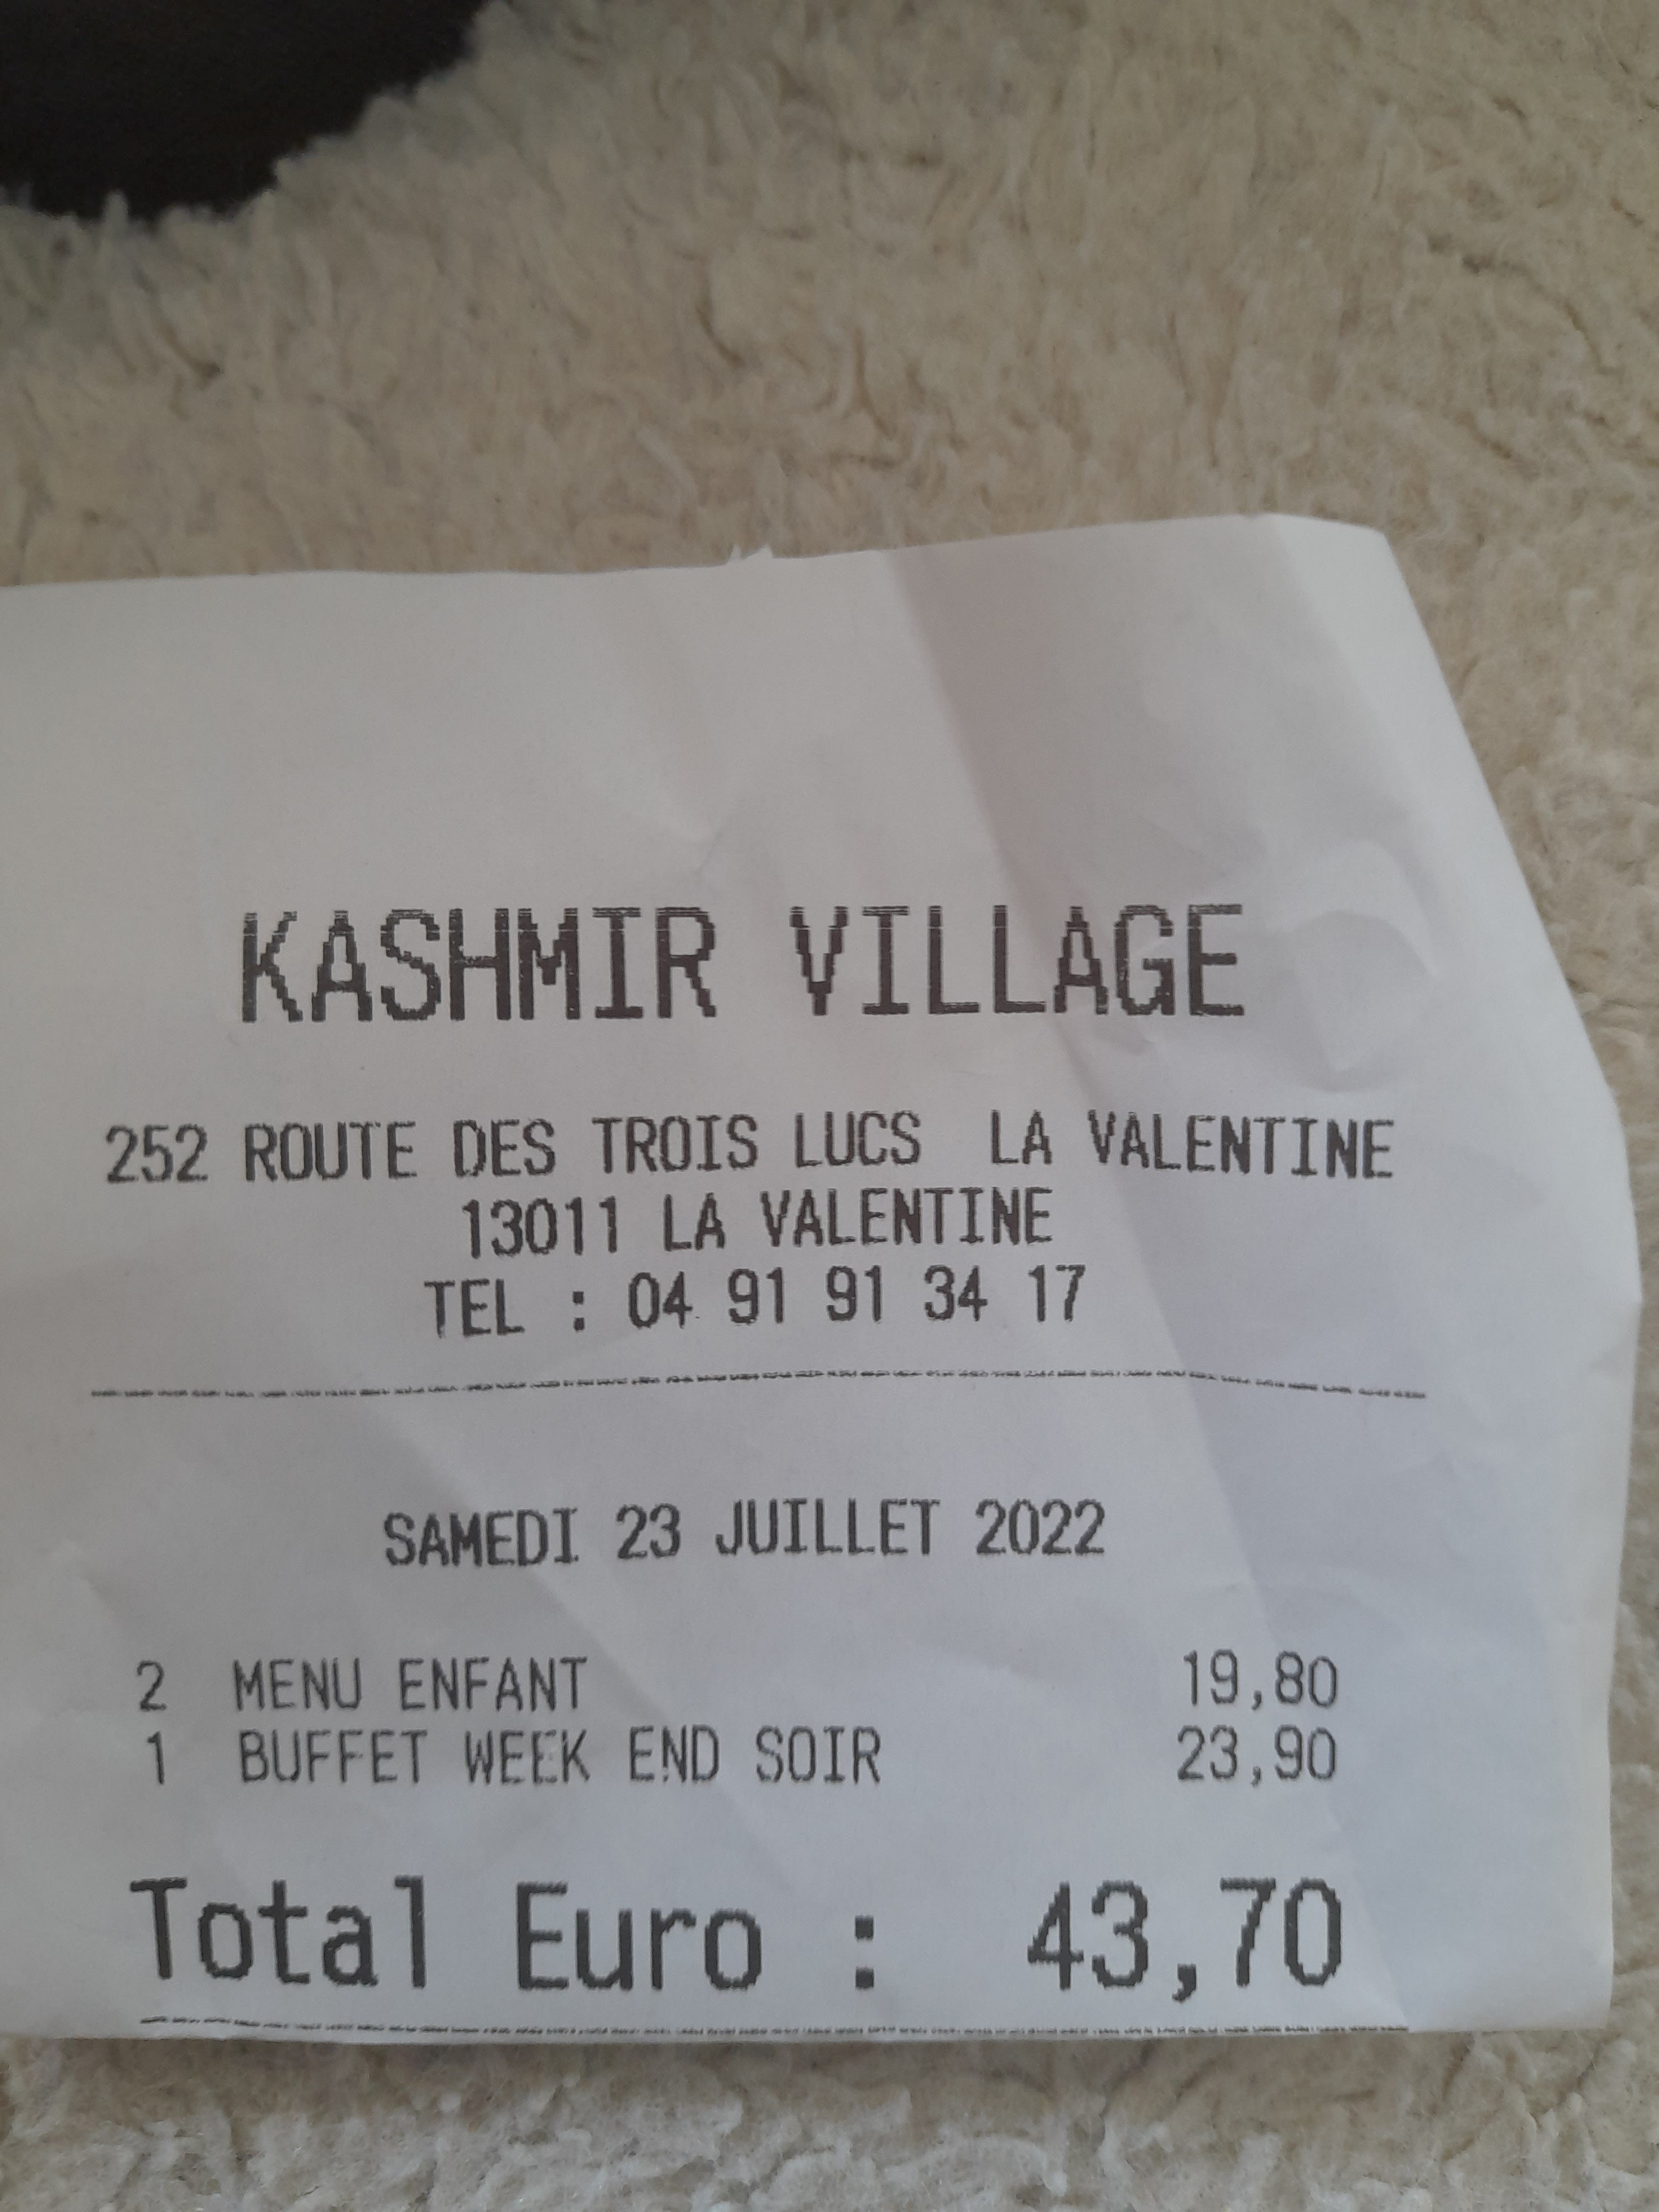 KASHMIR VILLAGE
252 ROUTE DES TROIS LUCS LA VALENTINE
13011 LA VALENTINE
TEL : 04 91 91 34 17
SAMEDI 23 JUILLET 2022
2 MENU ENFANT 19,80
1 BUFFET WEEK END SOIR 23,90
Total Euro : 43,70